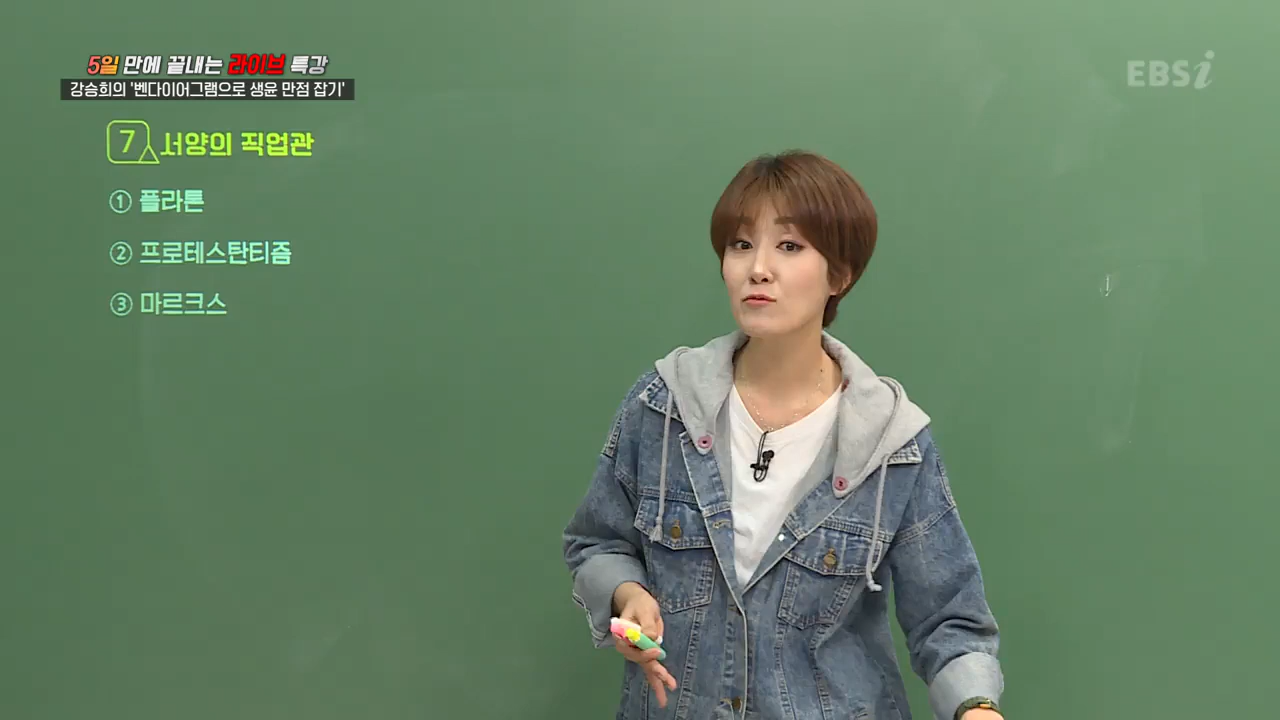 5일 만에 끝내는 라이브 특강
강승희의 '벤다이어그램으로 생윤 만점 잡기'
EBSi
7 서양의 직업관
① 플라톤
② 프로테스탄티즘
③ 마르크스